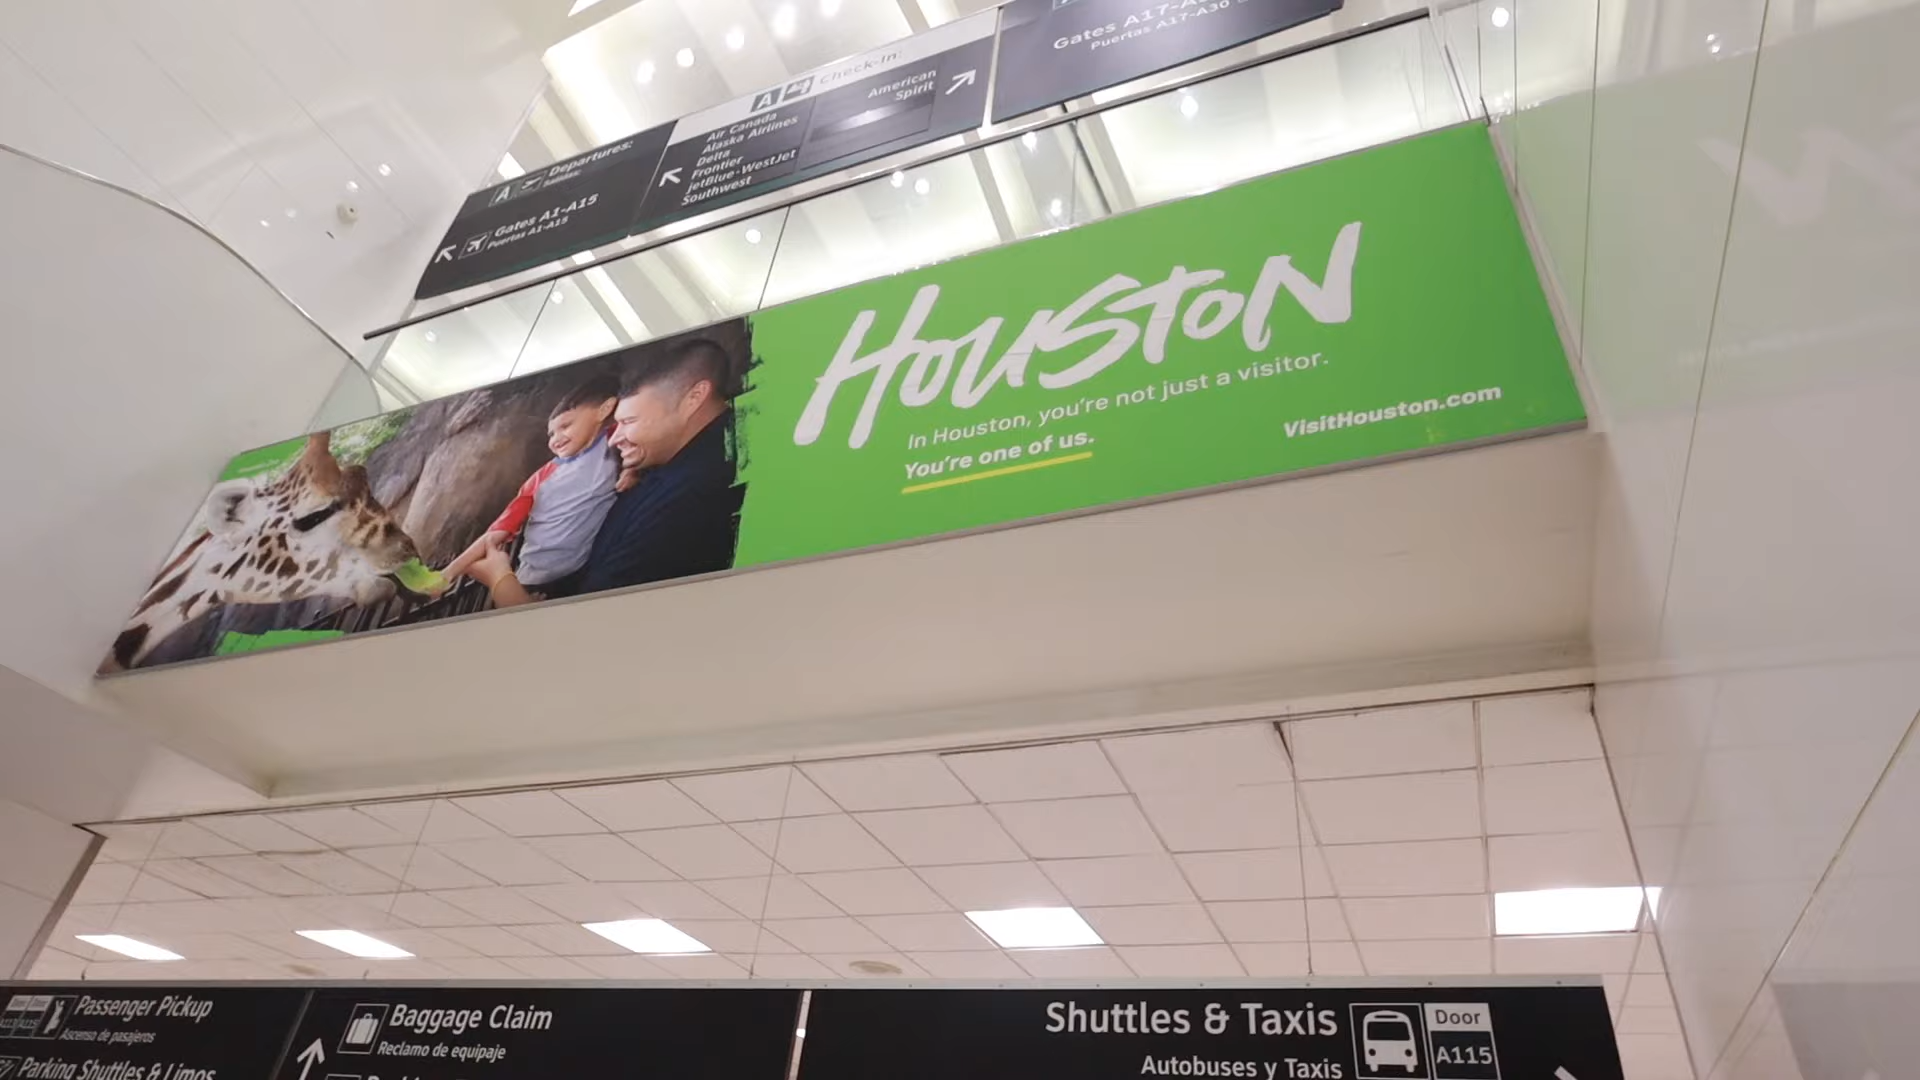 Gates A17-A30
Puertas A17-A30
A Check-In:
American
Spirit
Air Canada
Alaska Airlines
Delta
Frontier
JetBlue-WestJet
Southwest
A Departures:
Salidas:
Gates A1-A15
Puertas A1-A15
HOUSTON
In Houston, you're not just a visitor.
You're one of us.
VisitHouston.com
Passenger Pickup
Ascenso de pasajeros
Parking Shuttles & Limos
Baggage Claim
Reclamo de equipaje
Shuttles & Taxis
Autobuses y Taxis
Door
A115